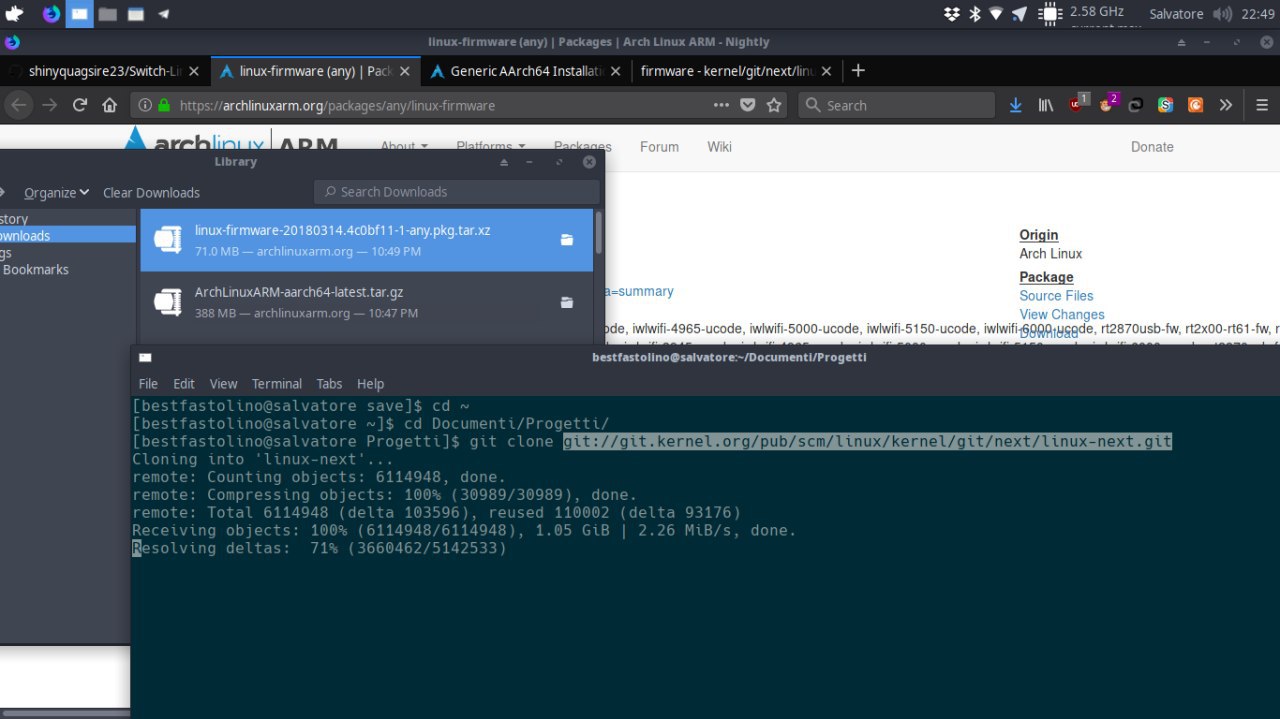 2.58 GHz Salvatore 22:49
linux-firmware (any) | Packages | Arch Linux ARM - Nightly
shinyquagsire23/Switch-Li linux-firmware (any) | Pack Generic AArch64 Installatio firmware - kernel/git/next/linu
https://archlinuxarm.org/packages/any/linux-firmware Search 1 2
archlinux ARM About Platforms Packages Forum Wiki Donate
Library
Organize Clear Downloads Search Downloads
story
ownloads
gs
Bookmarks
linux-firmware-20180314.4c0bf11-1-any.pkg.tar.xz
71.0 MB — archlinuxarm.org — 10:49 PM
ArchLinuxARM-aarch64-latest.tar.gz
388 MB — archlinuxarm.org — 10:47 PM
Origin
Arch Linux
Package
Source Files
View Changes
Download
a=summary
ode, iwlwifi-4965-ucode, iwlwifi-5000-ucode, iwlwifi-5150-ucode, iwlwifi-6000-ucode, rt2870usb-fw, rt2x00-rt61-fw, r
bestfastolino@salvatore:~/Documenti/Progetti
File Edit View Terminal Tabs Help
[bestfastolino@salvatore save]$ cd ~
[bestfastolino@salvatore ~]$ cd Documenti/Progetti/
[bestfastolino@salvatore Progetti]$ git clone git://git.kernel.org/pub/scm/linux/kernel/git/next/linux-next.git
Cloning into 'linux-next'...
remote: Counting objects: 6114948, done.
remote: Compressing objects: 100% (30989/30989), done.
remote: Total 6114948 (delta 103596), reused 110002 (delta 93176)
Receiving objects: 100% (6114948/6114948), 1.05 GiB | 2.26 MiB/s, done.
Resolving deltas:  71% (3660462/5142533)